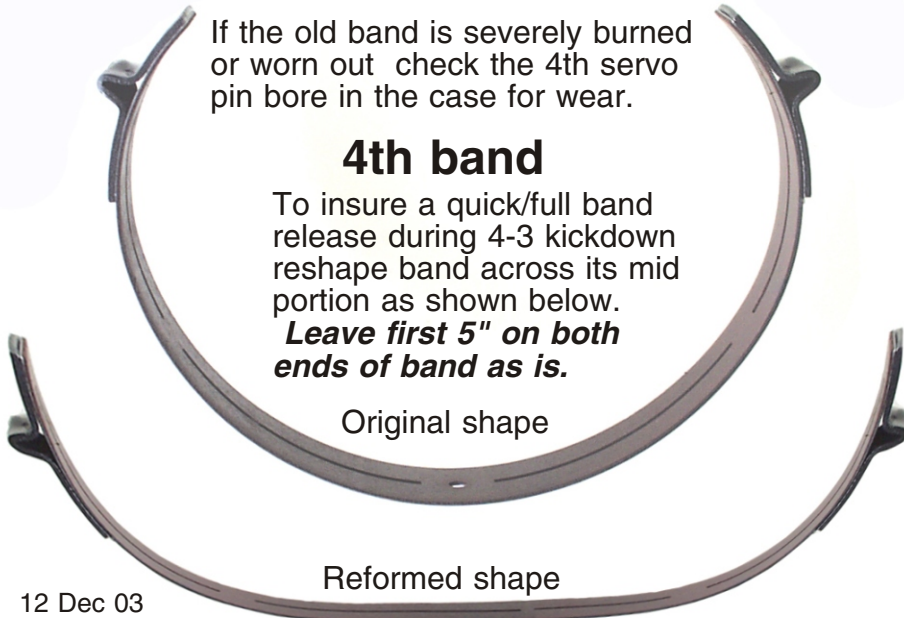 If the old band is severely burned
or worn out  check the 4th servo
pin bore in the case for wear.
4th band
To insure a quick/full band
release during 4-3 kickdown
reshape band across its mid
portion as shown below.
Leave first 5" on both
ends of band as is.
Original shape
Reformed shape
12 Dec 03